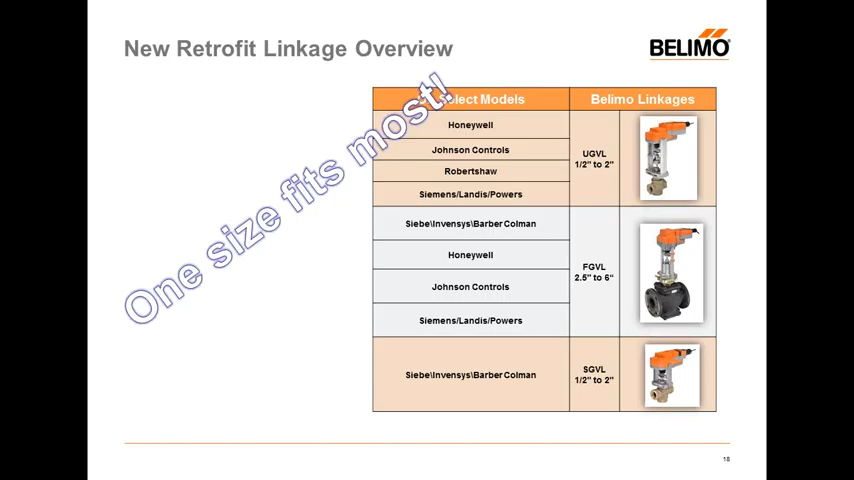 New Retrofit Linkage Overview
BELIMO
One size fits most!
Select Models
Belimo Linkages
Honeywell
Johnson Controls
Robertshaw
Siemens/Landis/Powers
UGVL
1/2" to 2"
Siebe\Invensys\Barber Colman
Honeywell
Johnson Controls
Siemens/Landis/Powers
FGVL
2.5" to 6"
Siebe\Invensys\Barber Colman
SGVL
1/2" to 2"
18